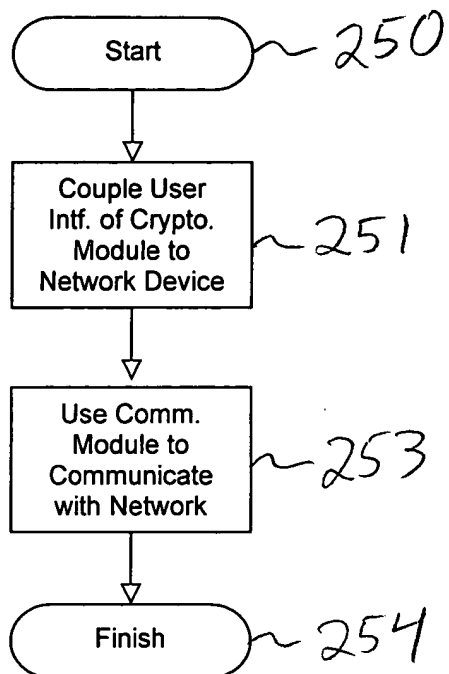 Start
250
Couple User
Intf. of Crypto.
Module to
Network Device
251
Use Comm.
Module to
Communicate
with Network
253
Finish
254